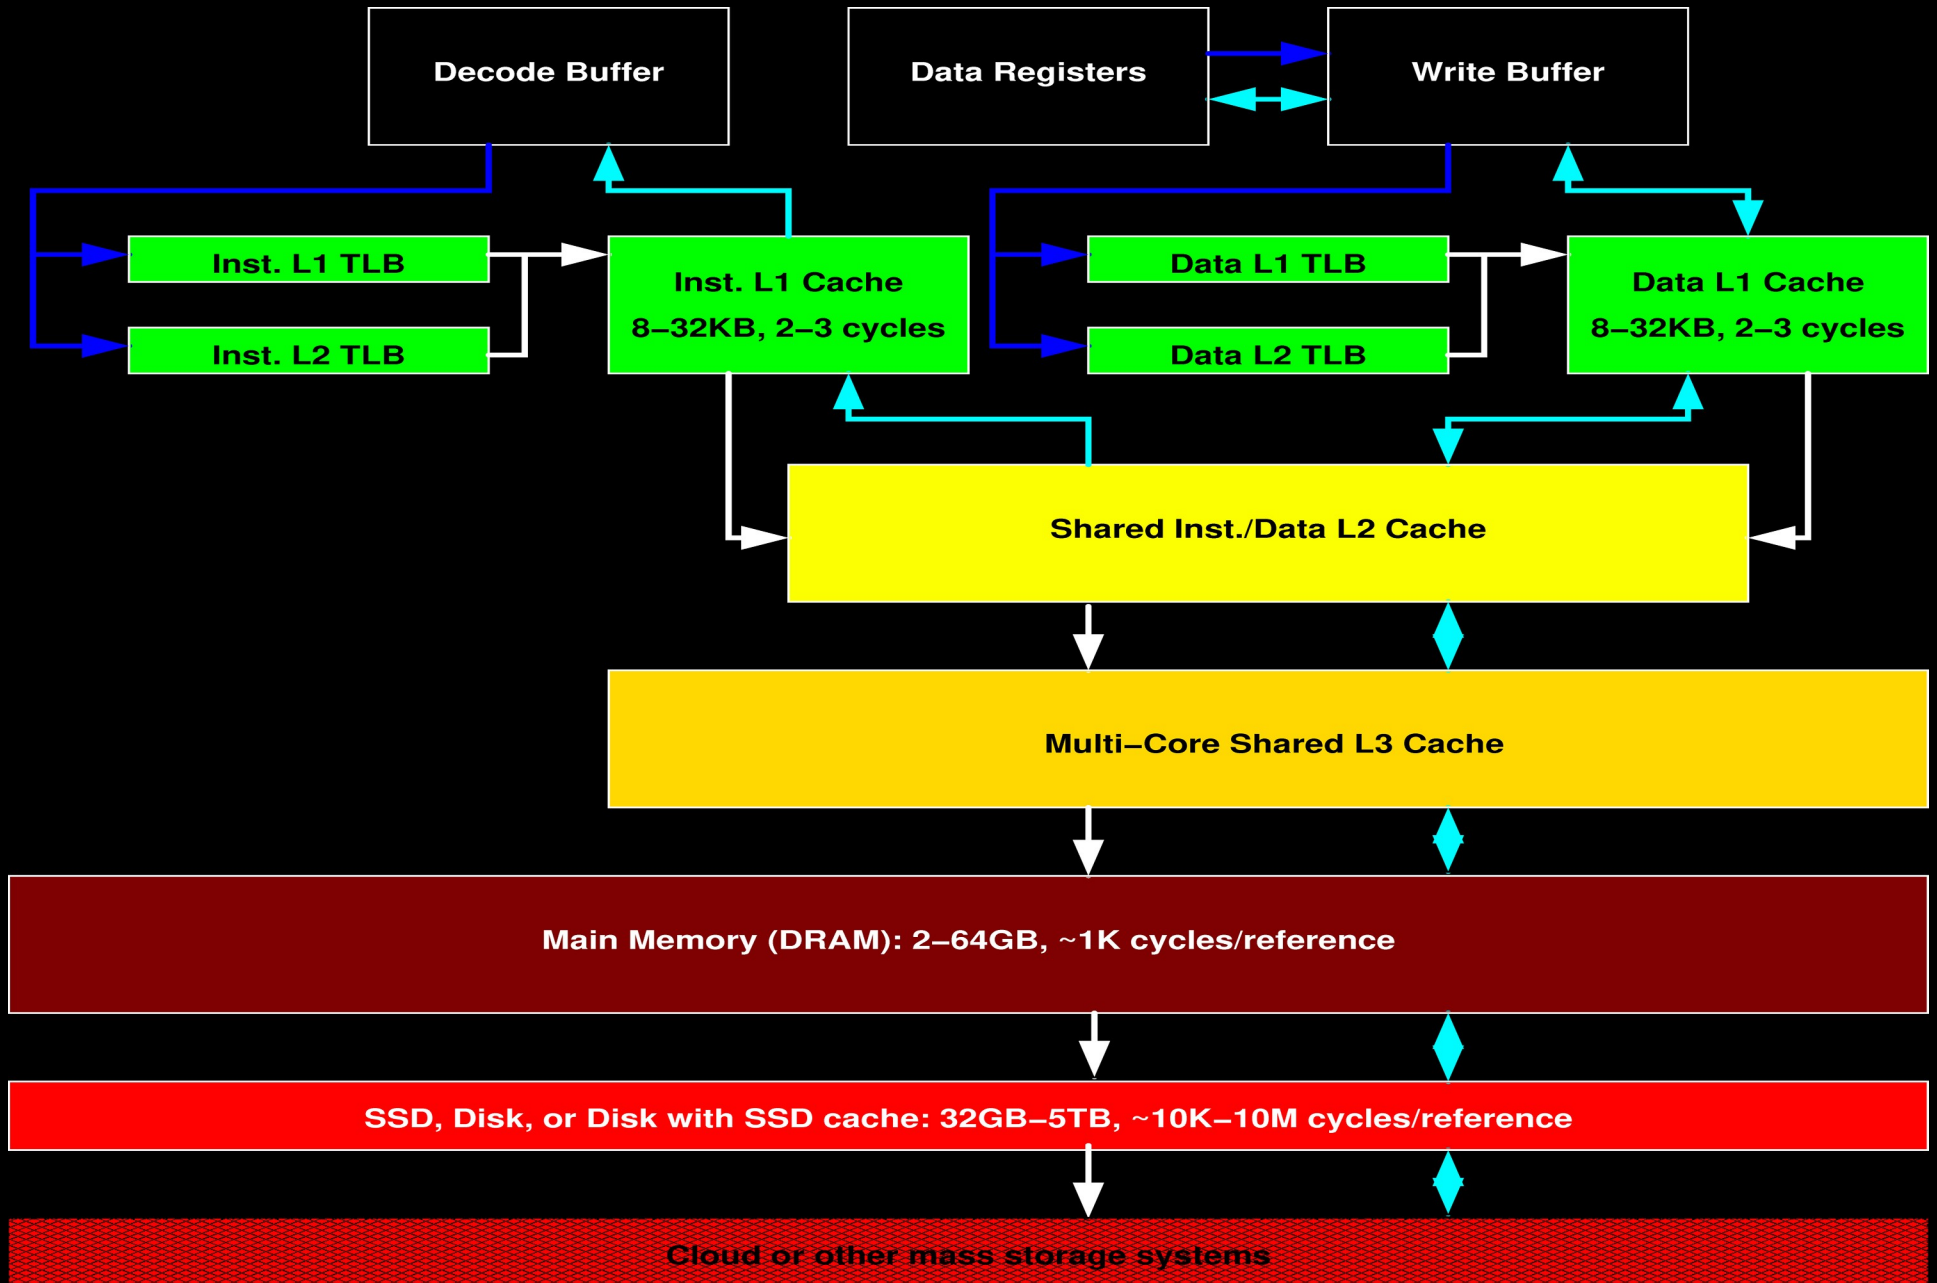 Decode Buffer
Data Registers
Write Buffer
Inst. L1 TLB
Inst. L2 TLB
Inst. L1 Cache
8–32KB, 2–3 cycles
Data L1 TLB
Data L2 TLB
Data L1 Cache
8–32KB, 2–3 cycles
Shared Inst./Data L2 Cache
Multi–Core Shared L3 Cache
Main Memory (DRAM): 2–64GB, ~1K cycles/reference
SSD, Disk, or Disk with SSD cache: 32GB–5TB, ~10K–10M cycles/reference
Cloud or other mass storage systems